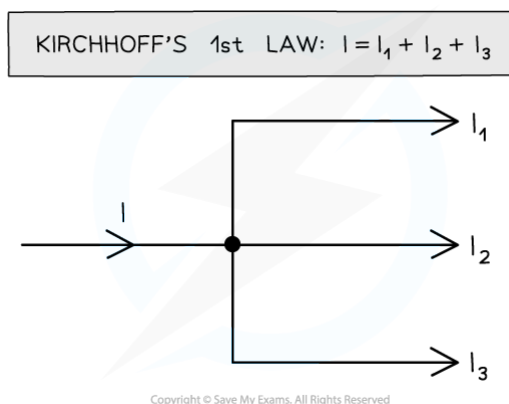 KIRCHHOFF'S 1st LAW: I = I₁ + I₂ + I₃
I₁
I
I₂
I₃
Copyright © Save My Exams. All Rights Reserved